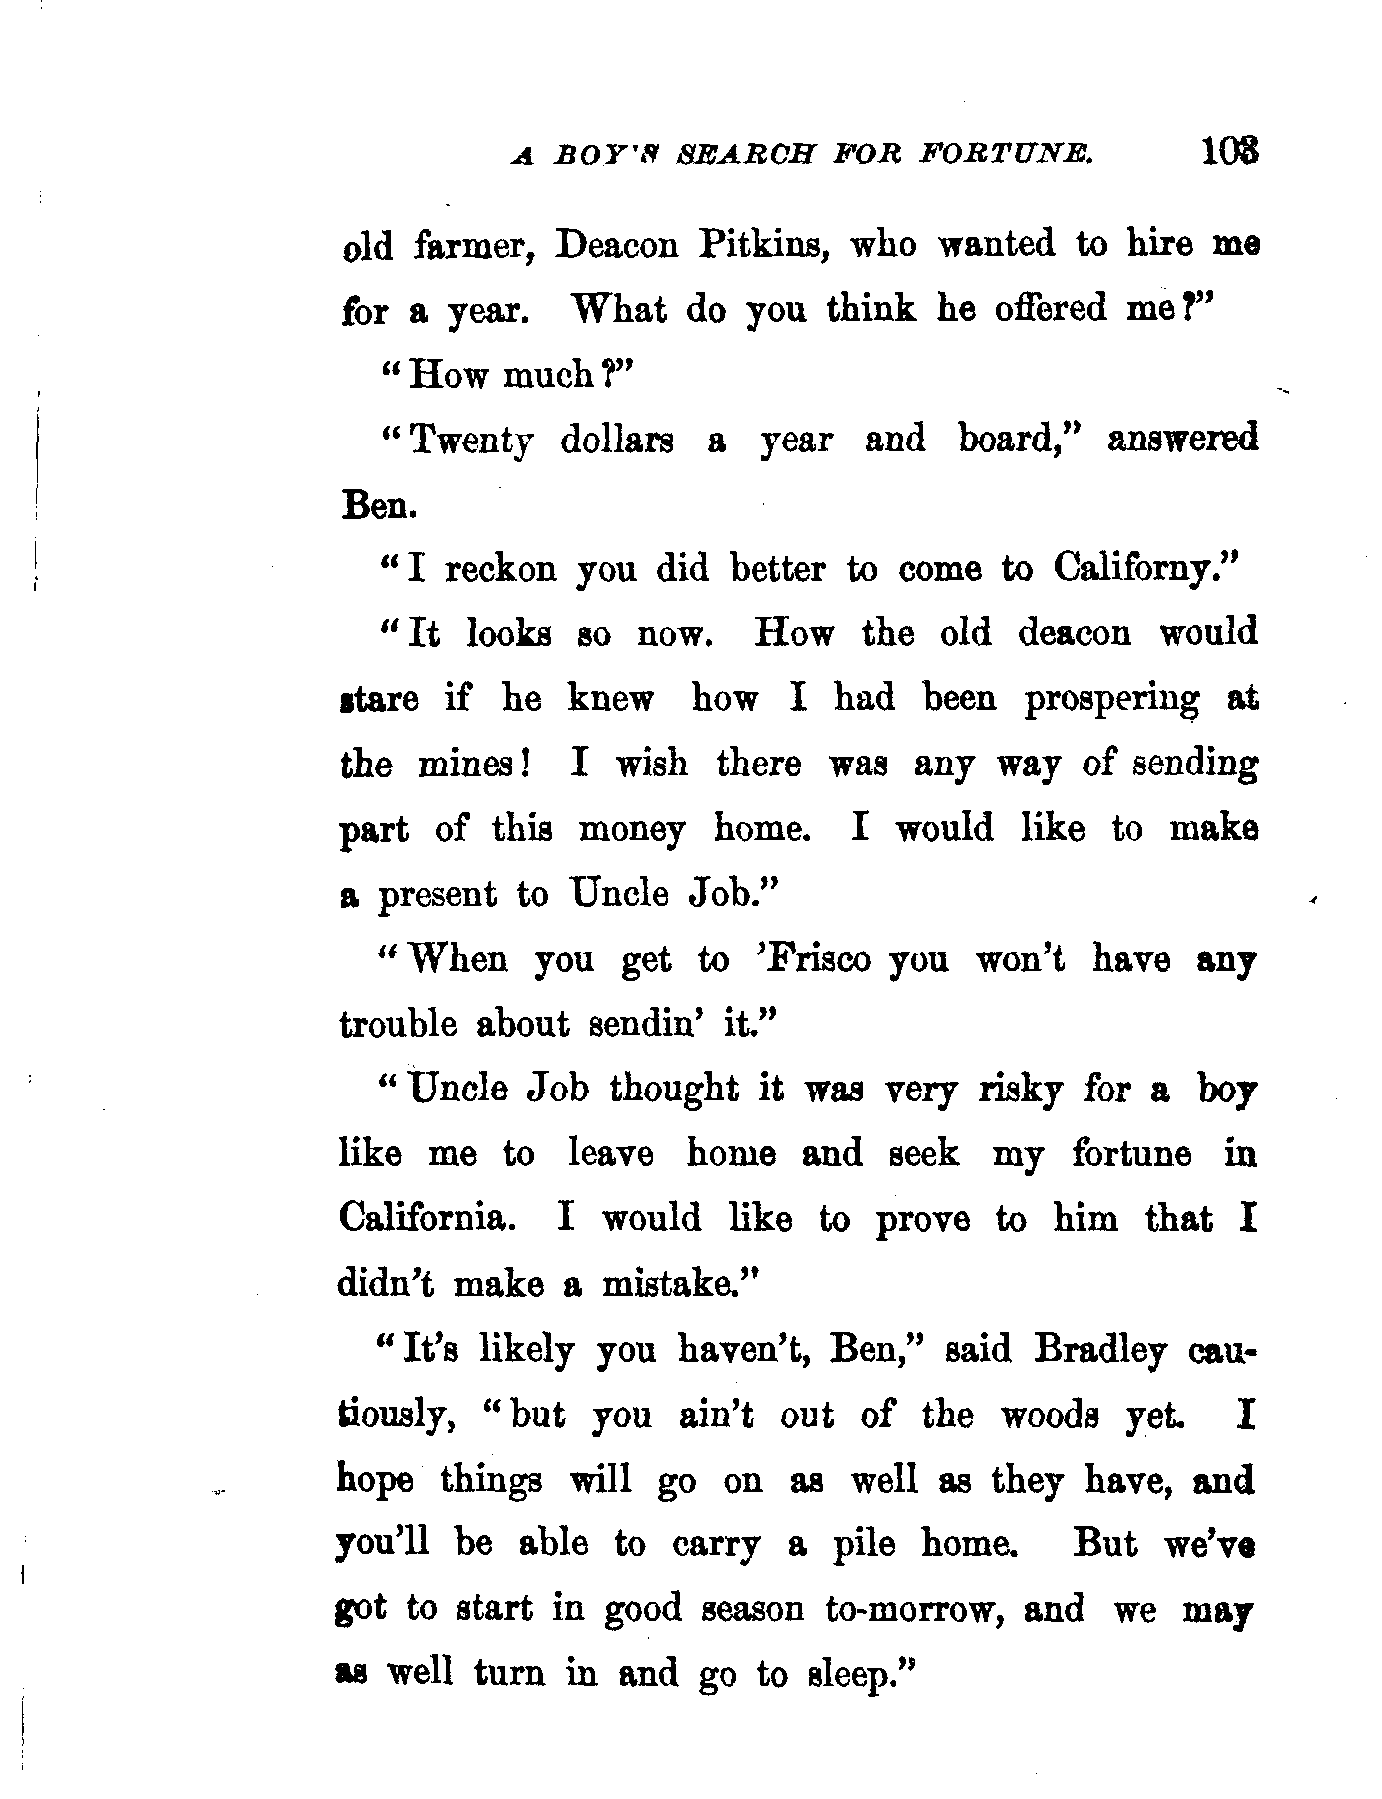 A BOY'S SEARCH FOR FORTUNE. 103
old farmer, Deacon Pitkins, who wanted to hire me
for a year. What do you think he offered me?"
"How much?"
"Twenty dollars a year and board," answered
Ben.
"I reckon you did better to come to Californy."
"It looks so now. How the old deacon would
stare if he knew how I had been prospering at
the mines! I wish there was any way of sending
part of this money home. I would like to make
a present to Uncle Job."
"When you get to 'Frisco you won't have any
trouble about sendin' it."
"Uncle Job thought it was very risky for a boy
like me to leave home and seek my fortune in
California. I would like to prove to him that I
didn't make a mistake."
"It's likely you haven't, Ben," said Bradley cau-
tiously, "but you ain't out of the woods yet. I
hope things will go on as well as they have, and
you'll be able to carry a pile home. But we've
got to start in good season to-morrow, and we may
as well turn in and go to sleep."